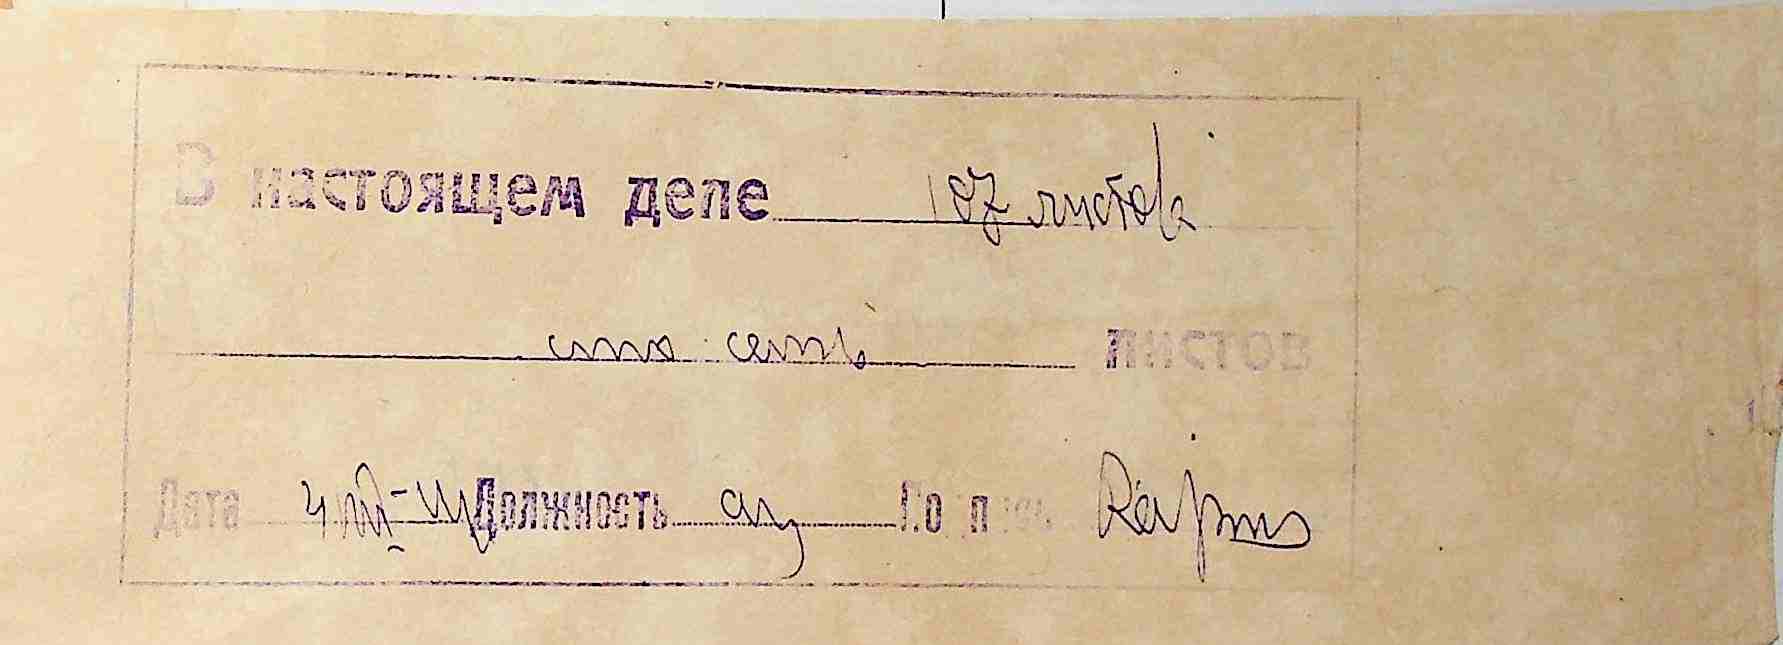 В настоящем деле 107 листов
сто семь листов
Дата Должность Подпись